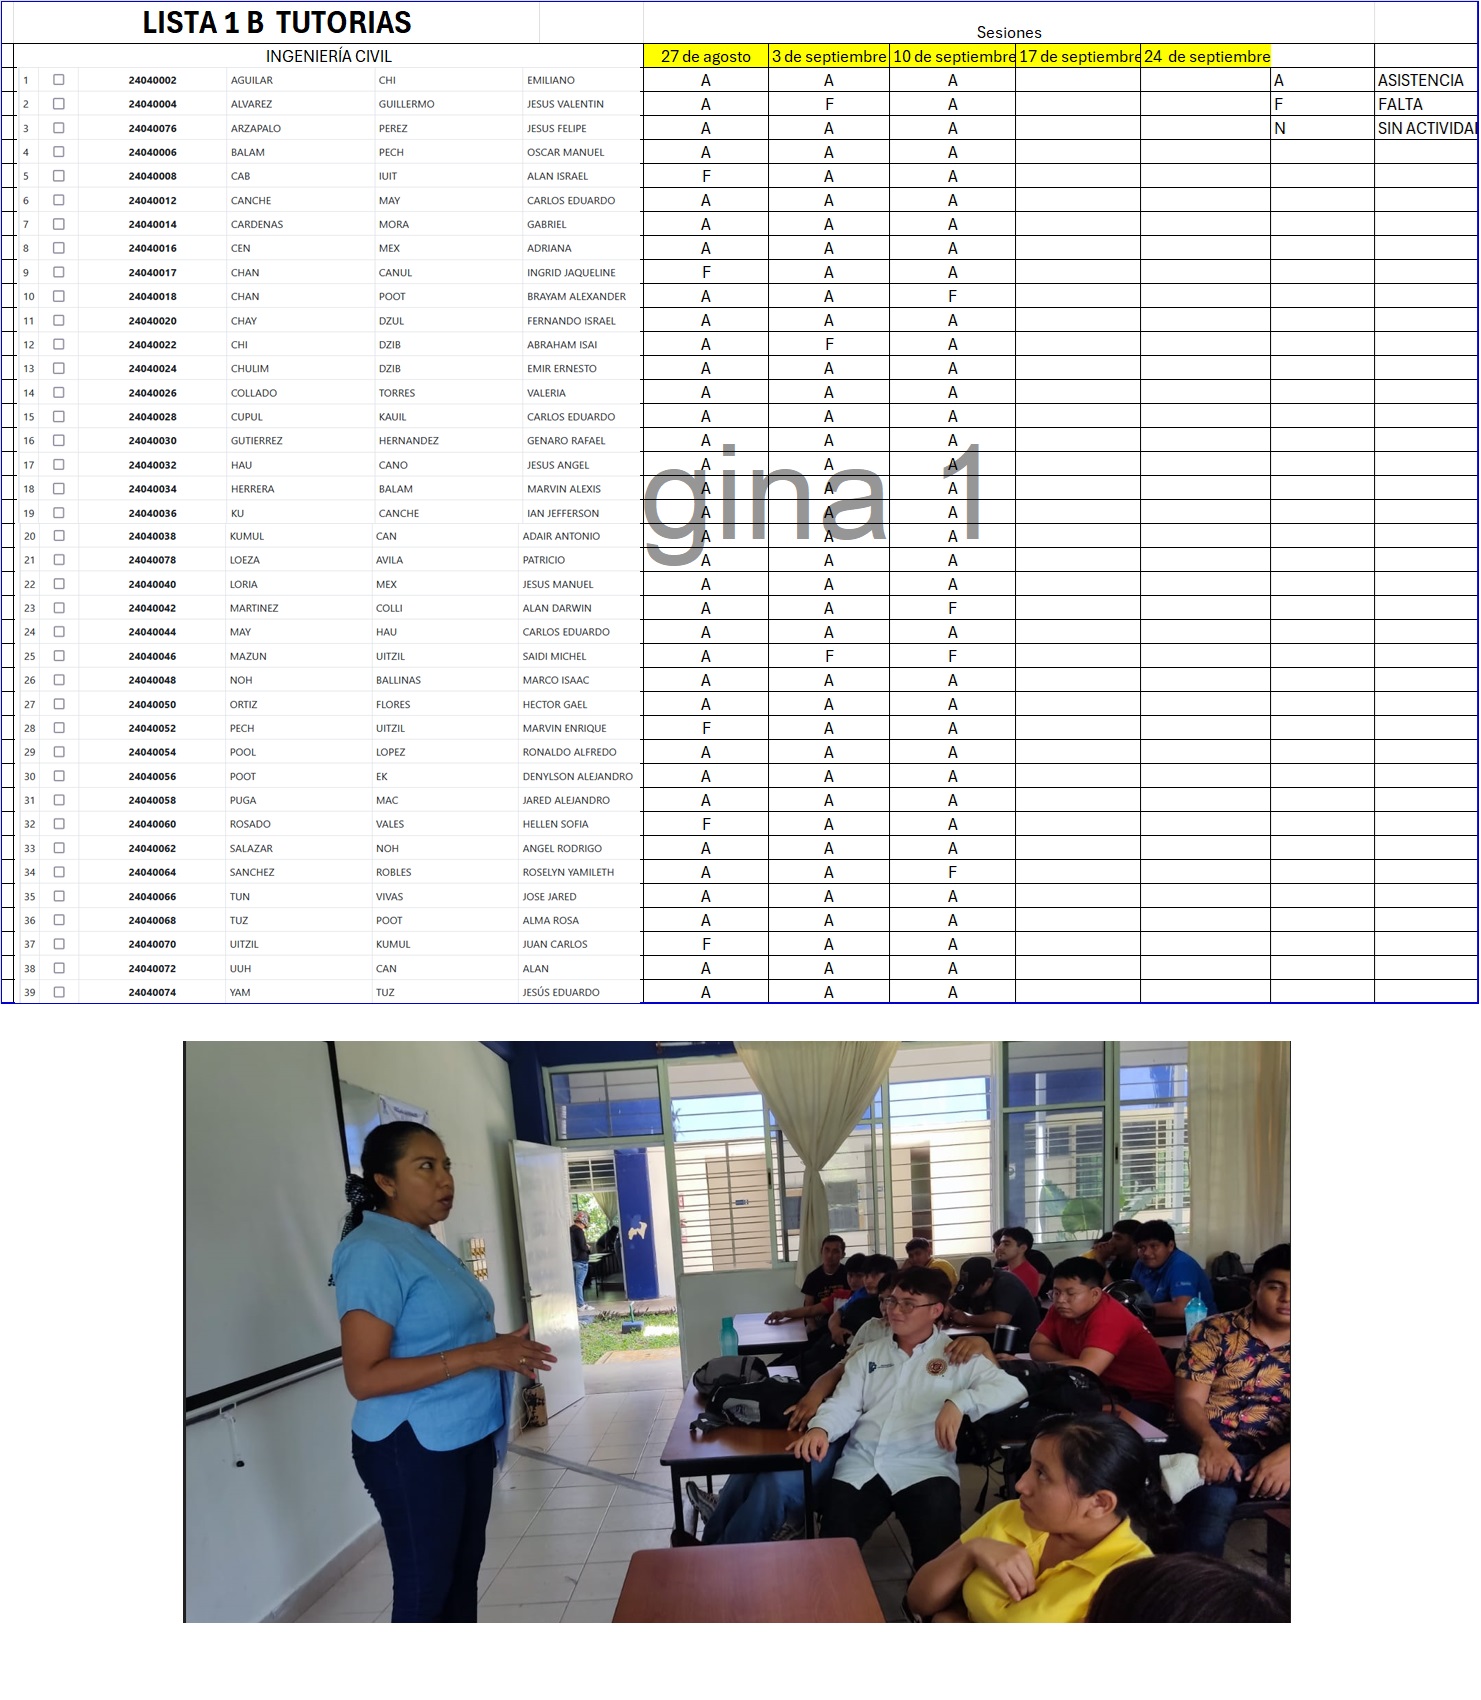 LISTA 1 B TUTORIAS
Sesiones
INGENIERÍA CIVIL 27 de agosto 3 de septiembre 10 de septiembre 17 de septiembre 24 de septiembre
1 24040002 AGUILAR CHI EMILIANO A A A A ASISTENCIA
2 24040004 ALVAREZ GUILLERMO JESUS VALENTIN A F A F FALTA
3 24040076 ARZAPALO PEREZ JESUS FELIPE A A A N SIN ACTIVIDAD
4 24040006 BALAM PECH OSCAR MANUEL A A A
5 24040008 CAB IUIT ALAN ISRAEL F A A
6 24040012 CANCHE MAY CARLOS EDUARDO A A A
7 24040014 CARDENAS MORA GABRIEL A A A
8 24040016 CEN MEX ADRIANA A A A
9 24040017 CHAN CANUL INGRID JAQUELINE F A A
10 24040018 CHAN POOT BRAYAM ALEXANDER A A F
11 24040020 CHAY DZUL FERNANDO ISRAEL A A A
12 24040022 CHI DZIB ABRAHAM ISAI A F A
13 24040024 CHULIM DZIB EMIR ERNESTO A A A
14 24040026 COLLADO TORRES VALERIA A A A
15 24040028 CUPUL KAUIL CARLOS EDUARDO A A A
16 24040030 GUTIERREZ HERNANDEZ GENARO RAFAEL A A A
17 24040032 HAU CANO JESUS ANGEL A A A
18 24040034 HERRERA BALAM MARVIN ALEXIS A A A
gina 1
19 24040036 KU CANCHE IAN JEFFERSON A A A
20 24040038 KUMUL CAN ADAIR ANTONIO A A A
21 24040078 LOEZA AVILA PATRICIO A A A
22 24040040 LORIA MEX JESUS MANUEL A A A
23 24040042 MARTINEZ COLLI ALAN DARWIN A A F
24 24040044 MAY HAU CARLOS EDUARDO A A A
25 24040046 MAZUN UITZIL SAIDI MICHEL A F F
26 24040048 NOH BALLINAS MARCO ISAAC A A A
27 24040050 ORTIZ FLORES HECTOR GAEL A A A
28 24040052 PECH UITZIL MARVIN ENRIQUE F A A
29 24040054 POOL LOPEZ RONALDO ALFREDO A A A
30 24040056 POOT EK DENYLSON ALEJANDRO A A A
31 24040058 PUGA MAC JARED ALEJANDRO A A A
32 24040060 ROSADO VALES HELLEN SOFIA F A A
33 24040062 SALAZAR NOH ANGEL RODRIGO A A A
34 24040064 SANCHEZ ROBLES ROSELYN YAMILETH A A F
35 24040066 TUN VIVAS JOSE JARED A A A
36 24040068 TUZ POOT ALMA ROSA A A A
37 24040070 UITZIL KUMUL JUAN CARLOS F A A
38 24040072 UUH CAN ALAN A A A
39 24040074 YAM TUZ JESÚS EDUARDO A A A